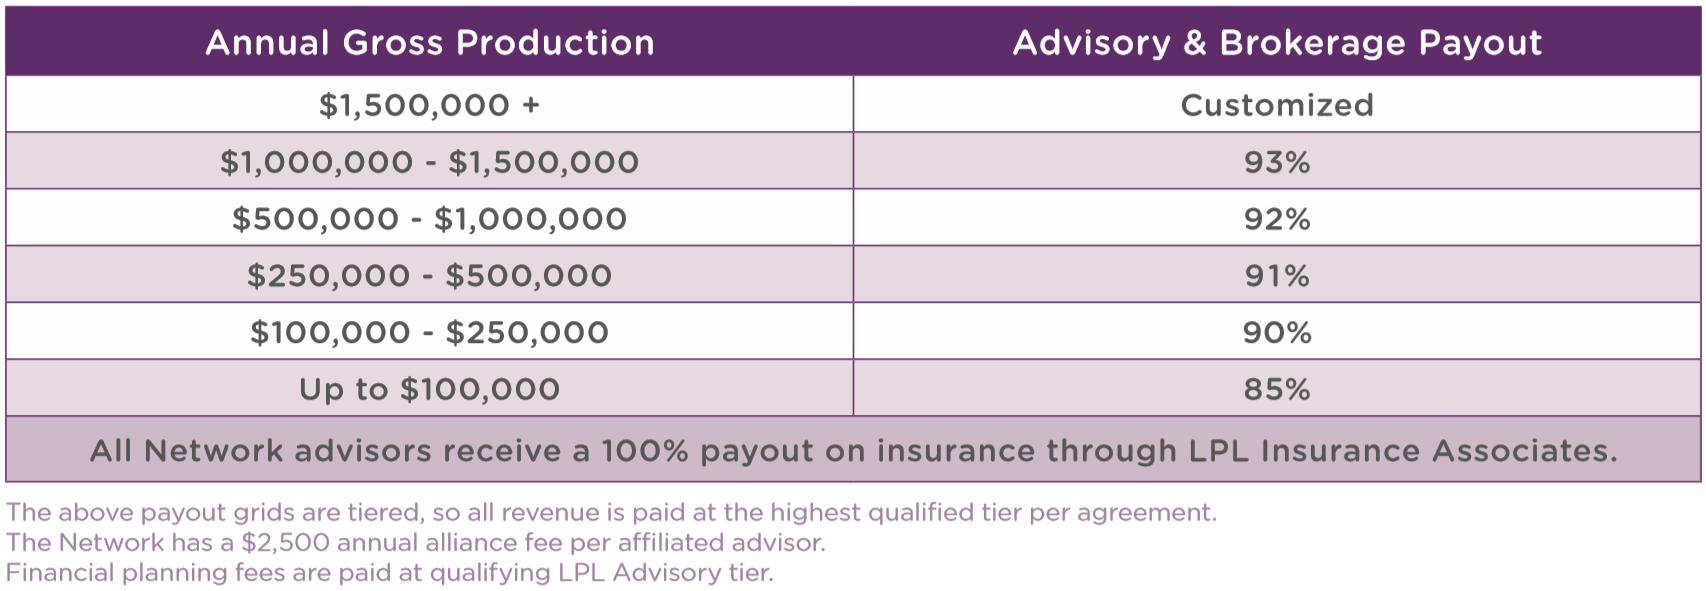 Annual Gross Production Advisory & Brokerage Payout
$1,500,000 + Customized
$1,000,000 - $1,500,000 93%
$500,000 - $1,000,000 92%
$250,000 - $500,000 91%
$100,000 - $250,000 90%
Up to $100,000 85%
All Network advisors receive a 100% payout on insurance through LPL Insurance Associates.
The above payout grids are tiered, so all revenue is paid at the highest qualified tier per agreement.
The Network has a $2,500 annual alliance fee per affiliated advisor.
Financial planning fees are paid at qualifying LPL Advisory tier.